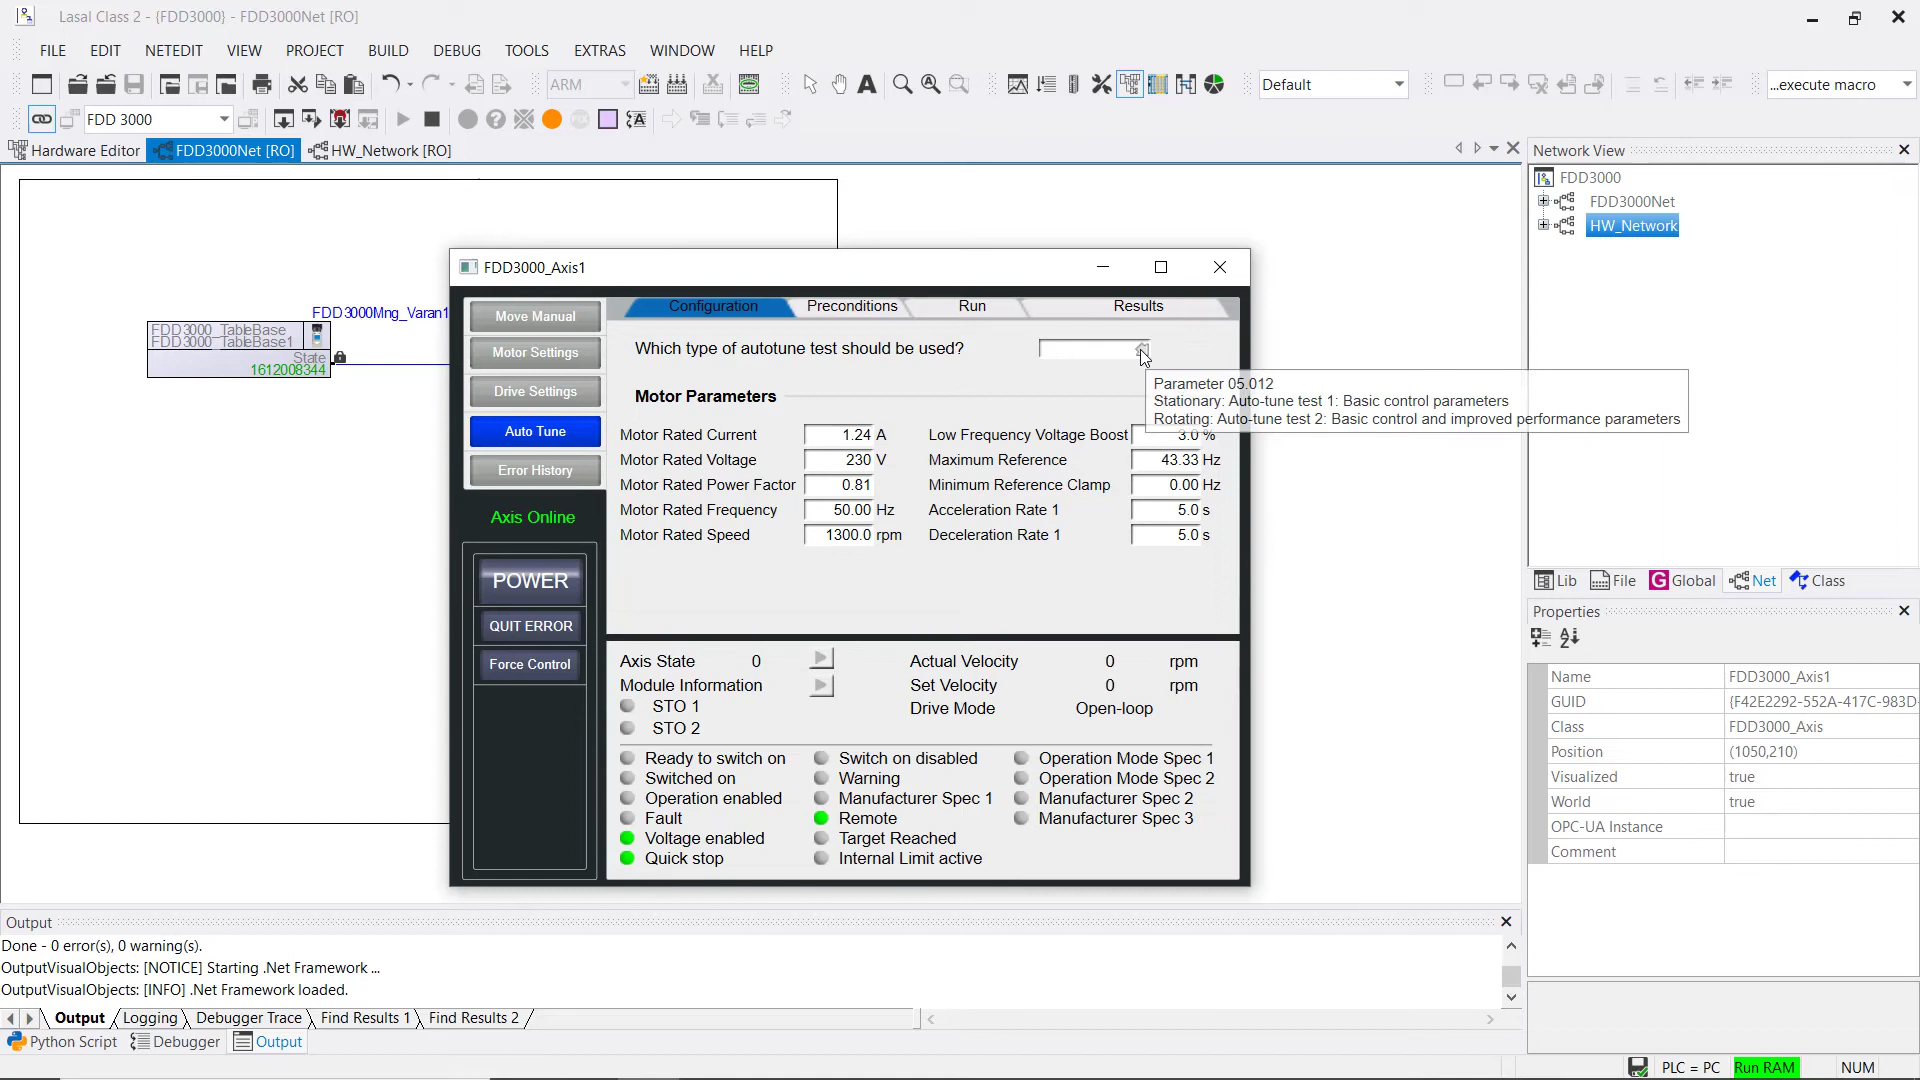 Lasal Class 2 - {FDD3000} - FDD3000Net [RO]
FILE EDIT NETEDIT VIEW PROJECT BUILD DEBUG TOOLS EXTRAS WINDOW HELP
ARM Default ...execute macro
FDD 3000
Hardware Editor FDD3000Net [RO] HW_Network [RO]
Network View
FDD3000
FDD3000Net
HW_Network
FDD3000Mng_Varan1
FDD3000_TableBase
FDD3000_TableBase1
State
1612008344
FDD3000_Axis1
Move Manual
Motor Settings
Drive Settings
Auto Tune
Error History
Axis Online
POWER
QUIT ERROR
Force Control
Configuration Preconditions Run Results
Which type of autotune test should be used?
Parameter 05.012
Stationary: Auto-tune test 1: Basic control parameters
Rotating: Auto-tune test 2: Basic control and improved performance parameters
Motor Parameters
Motor Rated Current 1.24 A Low Frequency Voltage Boost 3.0 %
Motor Rated Voltage 230 V Maximum Reference 43.33 Hz
Motor Rated Power Factor 0.81 Minimum Reference Clamp 0.00 Hz
Motor Rated Frequency 50.00 Hz Acceleration Rate 1 5.0 s
Motor Rated Speed 1300.0 rpm Deceleration Rate 1 5.0 s
Axis State 0 Actual Velocity 0 rpm
Module Information Set Velocity 0 rpm
STO 1 Drive Mode Open-loop
STO 2
Ready to switch on Switch on disabled Operation Mode Spec 1
Switched on Warning Operation Mode Spec 2
Operation enabled Manufacturer Spec 1 Manufacturer Spec 2
Fault Remote Manufacturer Spec 3
Voltage enabled Target Reached
Quick stop Internal Limit active
Lib File Global Net Class
Properties
Name FDD3000_Axis1
GUID {F42E2292-552A-417C-983D-
Class FDD3000_Axis
Position (1050,210)
Visualized true
World true
OPC-UA Instance
Comment
Output
Done - 0 error(s), 0 warning(s).
OutputVisualObjects: [NOTICE] Starting .Net Framework ...
OutputVisualObjects: [INFO] .Net Framework loaded.
Output Logging Debugger Trace Find Results 1 Find Results 2
Python Script Debugger Output
PLC = PC Run RAM NUM